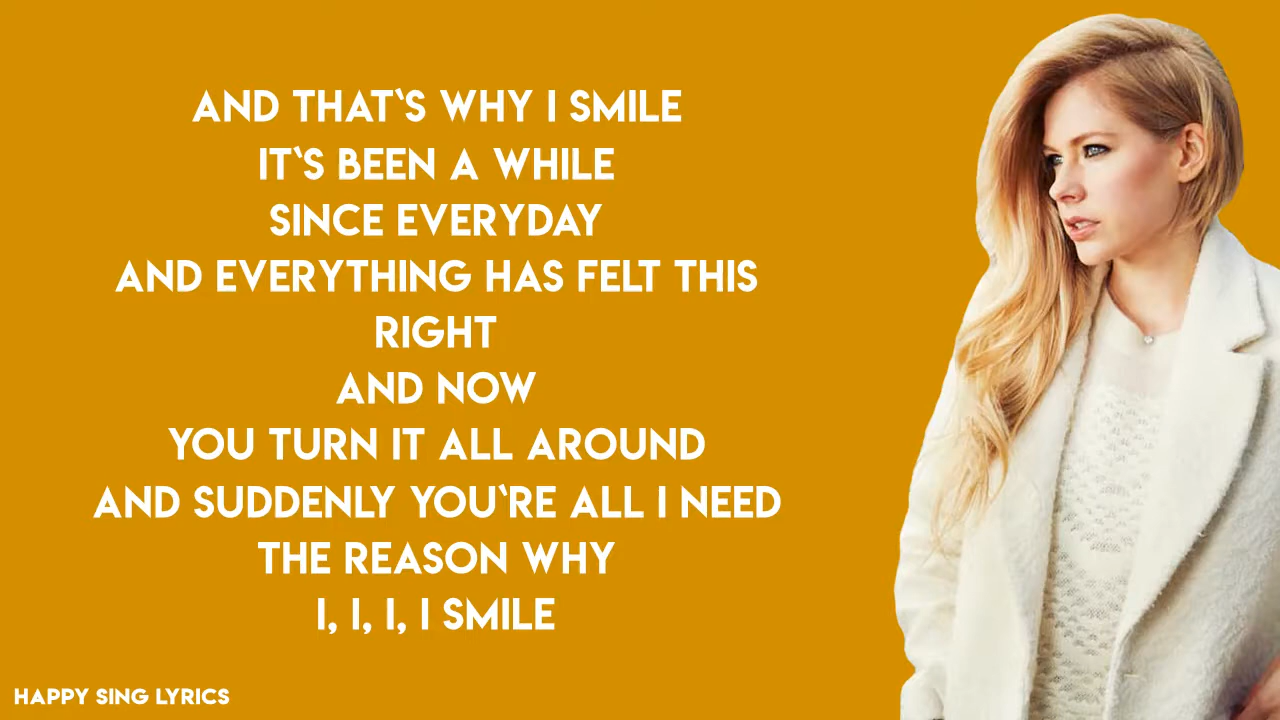 AND THAT'S WHY I SMILE
IT'S BEEN A WHILE
SINCE EVERYDAY
AND EVERYTHING HAS FELT THIS
RIGHT
AND NOW
YOU TURN IT ALL AROUND
AND SUDDENLY YOU'RE ALL I NEED
THE REASON WHY
I, I, I, I SMILE
HAPPY SING LYRICS